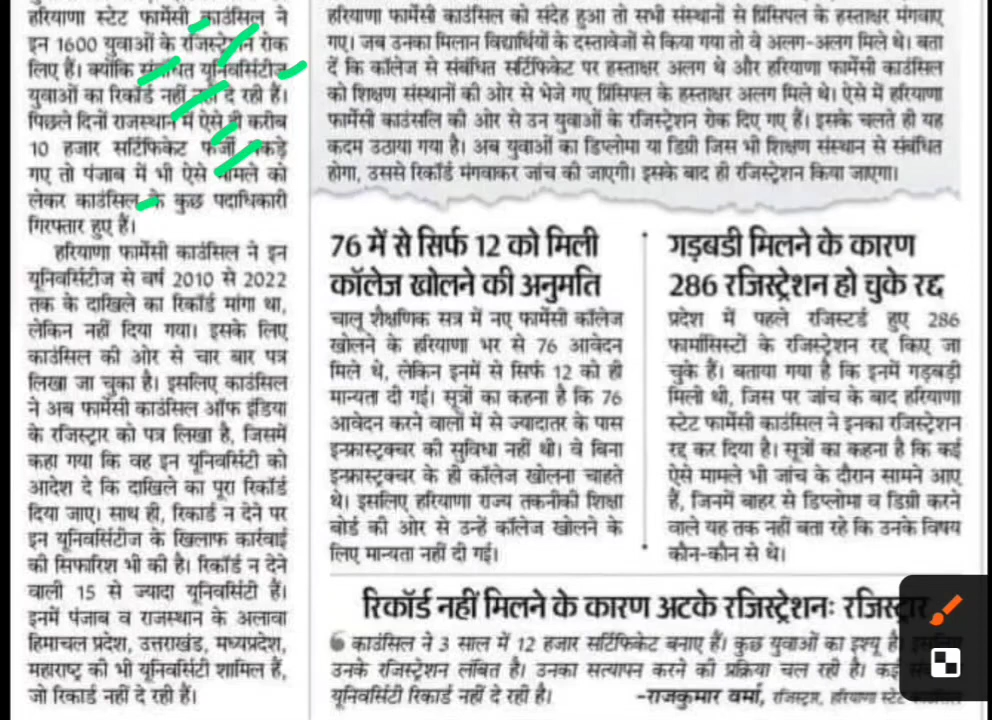 हरियाणा स्टेट फार्मेसी काउंसिल ने
इन 1600 युवाओं के रजिस्ट्रेशन रोक
लिए हैं। क्योंकि संबंधित यूनिवर्सिटीज
युवाओं का रिकॉर्ड नहीं नहीं दे रही हैं।
पिछले दिनों राजस्थान में ऐसे ही करीब
10 हजार सर्टिफिकेट फर्जी पकड़े
गए तो पंजाब में भी ऐसे मामले को
लेकर काउंसिल के कुछ पदाधिकारी
गिरफ्तार हुए हैं।
हरियाणा फार्मेसी काउंसिल ने इन
यूनिवर्सिटीज से वर्ष 2010 से 2022
तक के दाखिले का रिकॉर्ड मांगा था,
लेकिन नहीं दिया गया। इसके लिए
काउंसिल की ओर से चार बार पत्र
लिखा जा चुका है। इसलिए काउंसिल
ने अब फार्मेसी काउंसिल ऑफ इंडिया
के रजिस्ट्रार को पत्र लिखा है, जिसमें
कहा गया कि वह इन यूनिवर्सिटी को
आदेश दे कि दाखिले का पूरा रिकॉर्ड
दिया जाए। साथ ही, रिकार्ड न देने पर
इन यूनिवर्सिटीज के खिलाफ कार्रवाई
की सिफारिश भी की है। रिकॉर्ड न देने
वाली 15 से ज्यादा यूनिवर्सिटी हैं।
इनमें पंजाब व राजस्थान के अलावा
हिमाचल प्रदेश, उत्तराखंड, मध्यप्रदेश,
महाराष्ट्र की भी यूनिवर्सिटी शामिल हैं,
जो रिकार्ड नहीं दे रही हैं।
हरियाणा फार्मेसी काउंसिल को संदेह हुआ तो सभी संस्थानों से प्रिंसिपल के हस्ताक्षर मंगवाए
गए। जब उनका मिलान विद्यार्थियों के दस्तावेजों से किया गया तो वे अलग-अलग मिले थे। बता
दें कि कॉलेज से संबंधित सर्टिफिकेट पर हस्ताक्षर अलग थे और हरियाणा फार्मेसी काउंसिल
को शिक्षण संस्थानों की ओर से भेजे गए प्रिंसिपल के हस्ताक्षर अलग मिले थे। ऐसे में हरियाणा
फार्मेसी काउंसलि की ओर से उन युवाओं के रजिस्ट्रेशन रोक दिए गए हैं। इसके चलते ही यह
कदम उठाया गया है। अब युवाओं का डिप्लोमा या डिग्री जिस भी शिक्षण संस्थान से संबंधित
होगा, उससे रिकॉर्ड मंगवाकर जांच की जाएगी। इसके बाद ही रजिस्ट्रेशन किया जाएगा।
76 में से सिर्फ 12 को मिली
कॉलेज खोलने की अनुमति
चालू शैक्षणिक सत्र में नए फार्मेसी कॉलेज
खोलने के हरियाणा भर से 76 आवेदन
मिले थे, लेकिन इनमें से सिर्फ 12 को ही
मान्यता दी गई। सूत्रों का कहना है कि 76
आवेदन करने वालों में से ज्यादातर के पास
इन्फ्रास्ट्रक्चर की सुविधा नहीं थी। वे बिना
इन्फ्रास्ट्रक्चर के ही कॉलेज खोलना चाहते
थे। इसलिए हरियाणा राज्य तकनीकी शिक्षा
बोर्ड की ओर से उन्हें कॉलेज खोलने के
लिए मान्यता नहीं दी गई।
गड़बडी मिलने के कारण
286 रजिस्ट्रेशन हो चुके रद्द
प्रदेश में पहले रजिस्टर्ड हुए 286
फार्मासिस्टों के रजिस्ट्रेशन रद्द किए जा
चुके हैं। बताया गया है कि इनमें गड़बड़ी
मिली थी, जिस पर जांच के बाद हरियाणा
स्टेट फार्मेसी काउंसिल ने इनका रजिस्ट्रेशन
रद्द कर दिया है। सूत्रों का कहना है कि कई
ऐसे मामले भी जांच के दौरान सामने आए
हैं, जिनमें बाहर से डिप्लोमा व डिग्री करने
वाले यह तक नहीं बता रहे कि उनके विषय
कौन-कौन से थे।
रिकॉर्ड नहीं मिलने के कारण अटके रजिस्ट्रेशनः रजिस्ट्रार
काउंसिल ने 3 साल में 12 हजार सर्टिफिकेट बनाए हैं। कुछ युवाओं का इश्यू है।
उनके रजिस्ट्रेशन लंबित है। उनका सत्यापन करने की प्रक्रिया चल रही है। कई
यूनिवर्सिटी रिकार्ड नहीं दे रही है। -राजकुमार वर्मा, रजिस्ट्रार, हरियाणा स्टेट